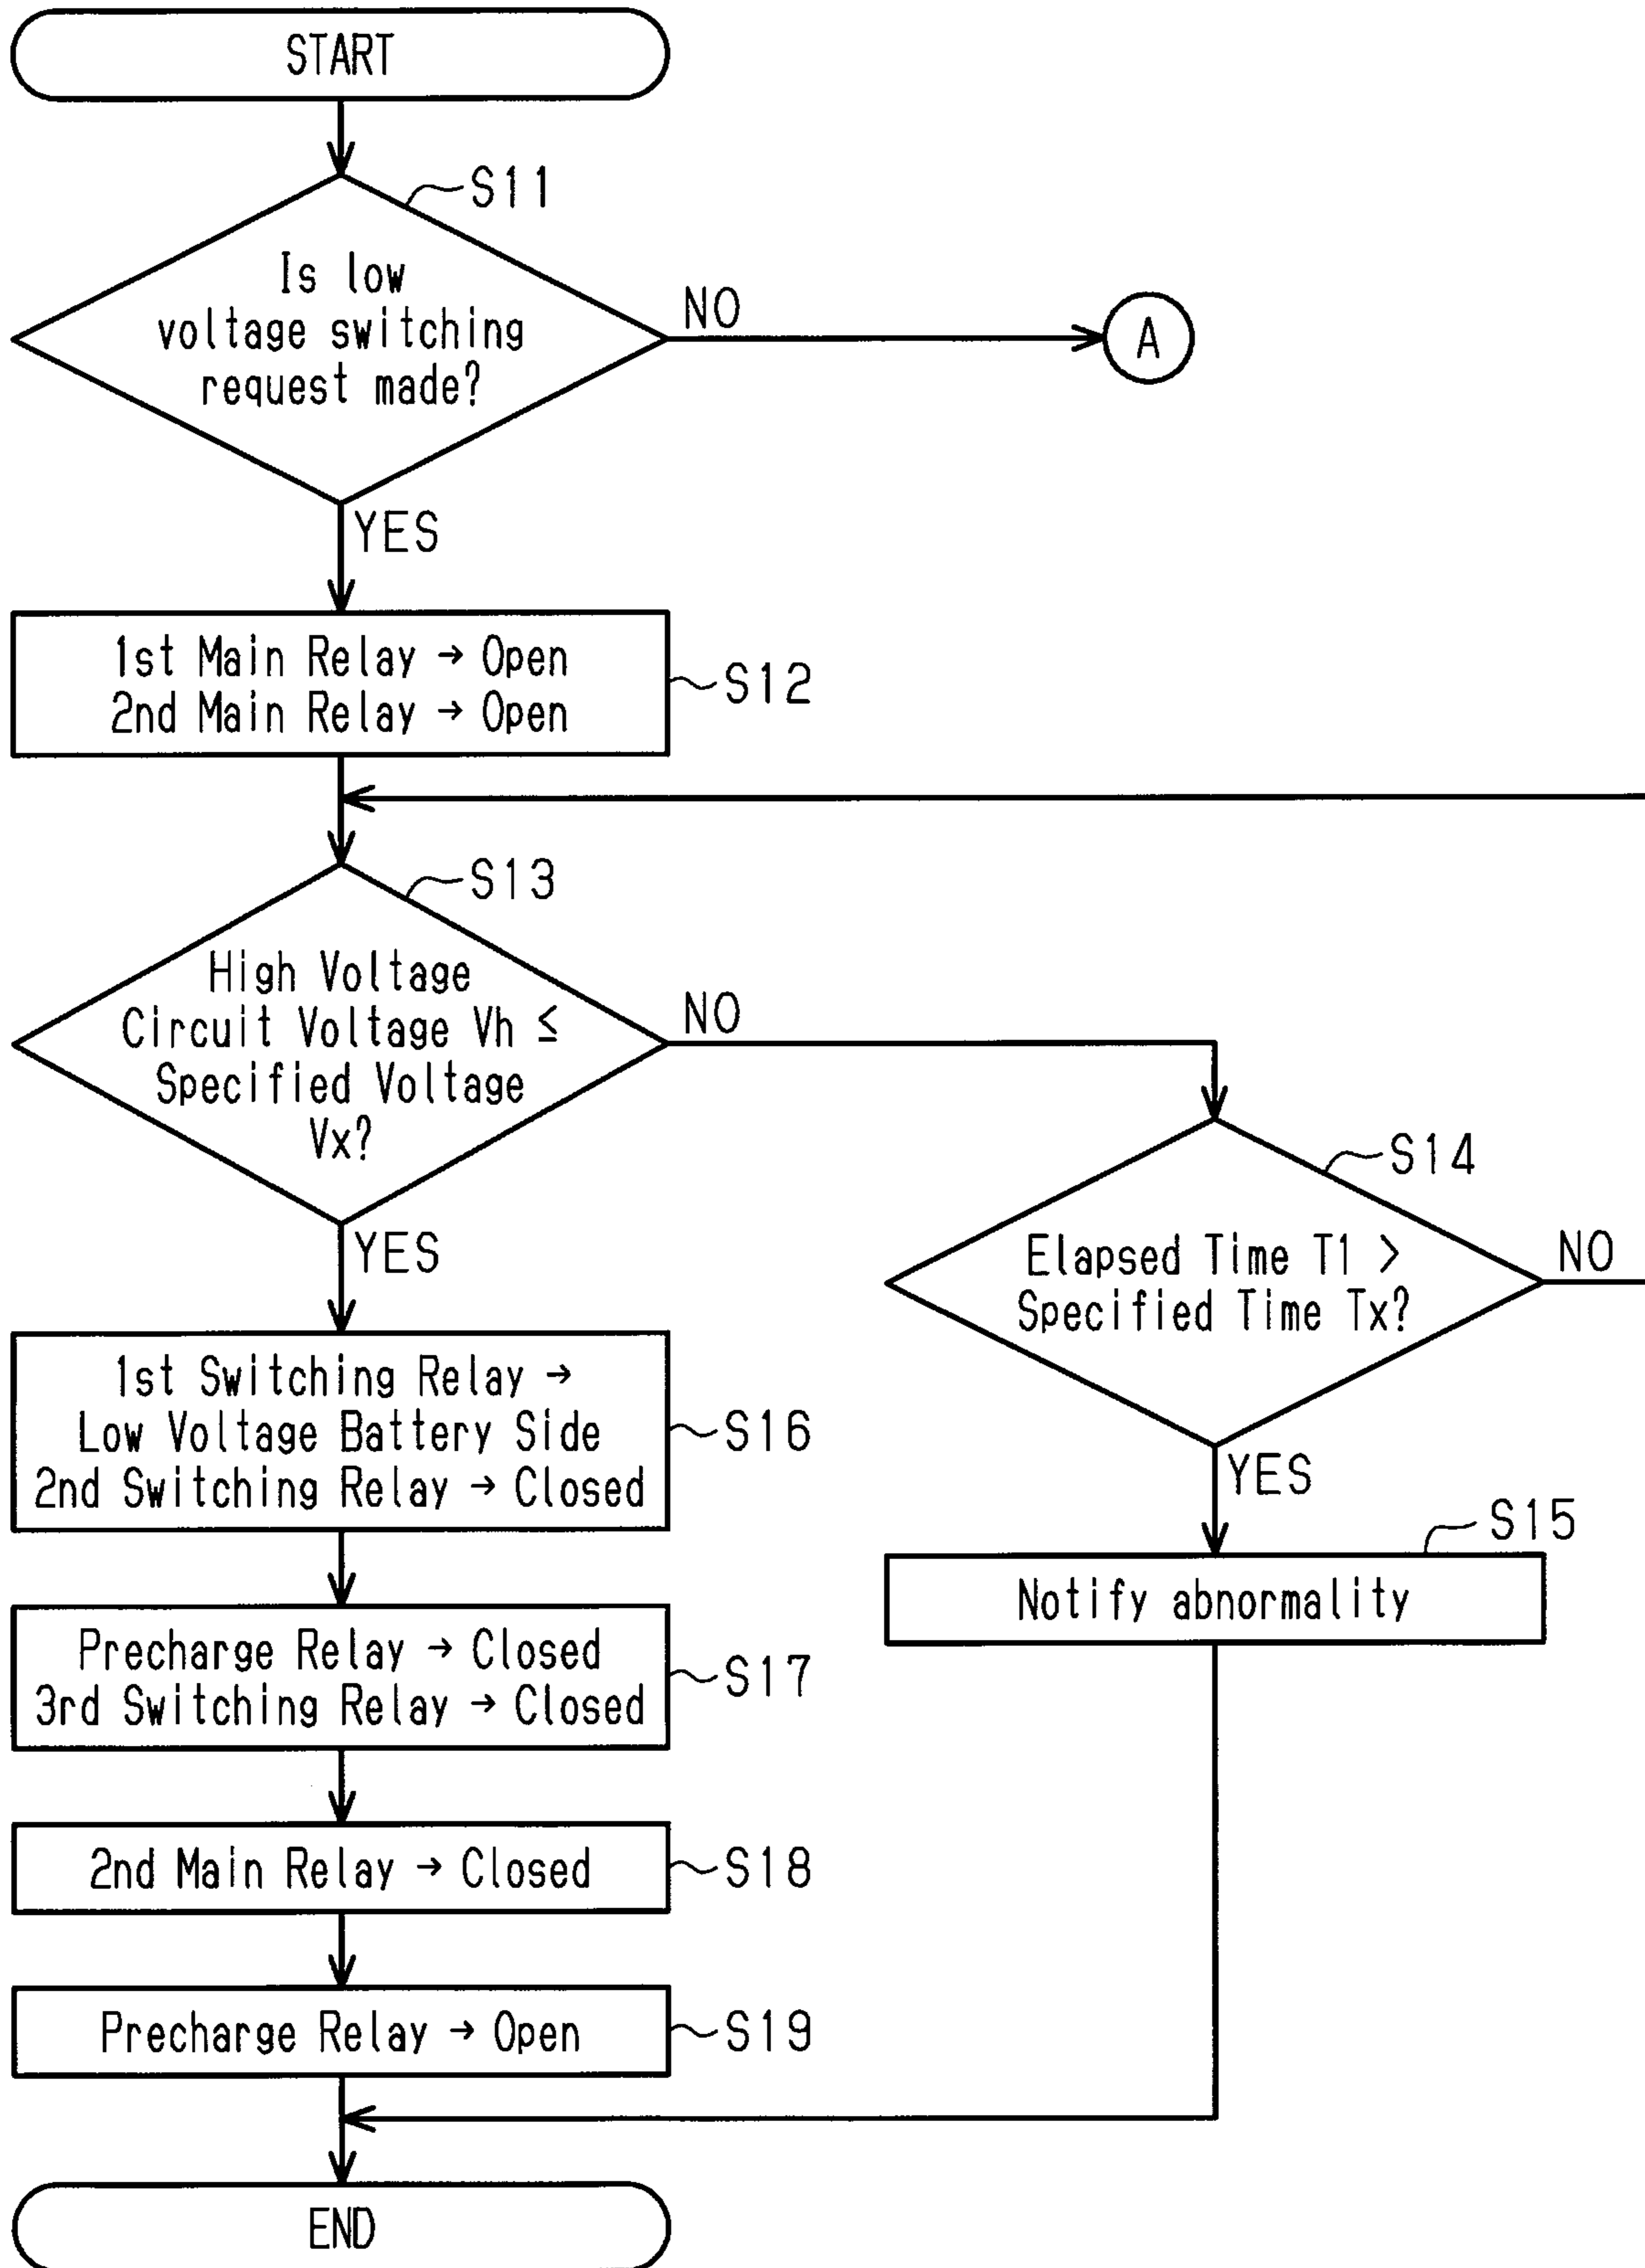 START
S11
Is low
voltage switching
request made?
NO
A
YES
1st Main Relay → Open
2nd Main Relay → Open
S12
S13
High Voltage
Circuit Voltage Vh ≤
Specified Voltage
Vx?
NO
S14
Elapsed Time T1 >
Specified Time Tx?
NO
YES
YES
S15
Notify abnormality
1st Switching Relay →
Low Voltage Battery Side
2nd Switching Relay → Closed
S16
Precharge Relay → Closed
3rd Switching Relay → Closed
S17
2nd Main Relay → Closed
S18
Precharge Relay → Open
S19
END